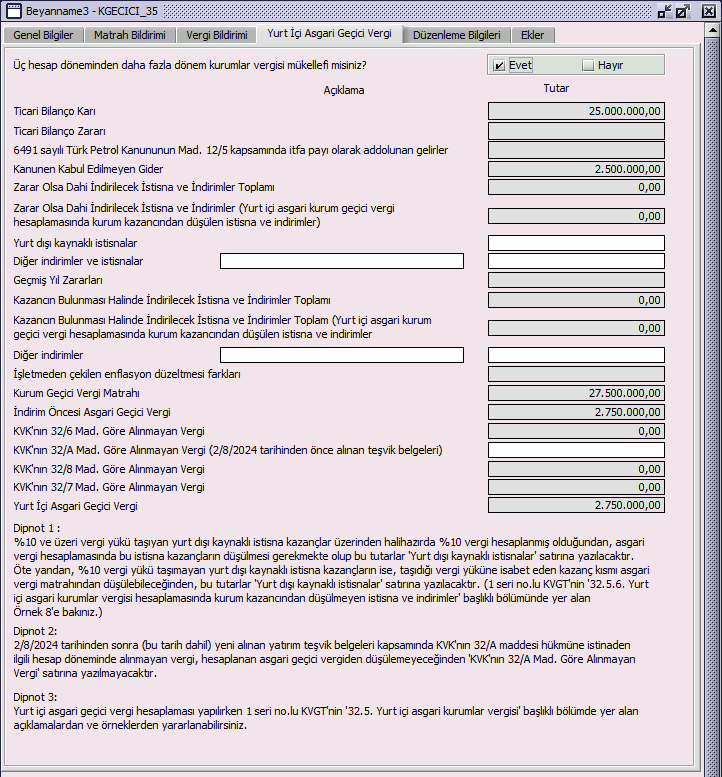 Beyanname3 - KGECICI_35
Genel Bilgiler Matrah Bildirimi Vergi Bildirimi Yurt İçi Asgari Geçici Vergi Düzenleme Bilgileri Ekler
Üç hesap döneminden daha fazla dönem kurumlar vergisi mükellefi misiniz? Evet Hayır
Açıklama Tutar
Ticari Bilanço Karı 25.000.000,00
Ticari Bilanço Zararı
6491 sayılı Türk Petrol Kanununun Mad. 12/5 kapsamında itfa payı olarak addolunan gelirler
Kanunen Kabul Edilmeyen Gider 2.500.000,00
Zarar Olsa Dahi İndirilecek İstisna ve İndirimler Toplamı 0,00
Zarar Olsa Dahi İndirilecek İstisna ve İndirimler (Yurt içi asgari kurum geçici vergi
hesaplamasında kurum kazancından düşülen istisna ve indirimler) 0,00
Yurt dışı kaynaklı istisnalar
Diğer indirimler ve istisnalar
Geçmiş Yıl Zararları
Kazancın Bulunması Halinde İndirilecek İstisna ve İndirimler Toplamı 0,00
Kazancın Bulunması Halinde İndirilecek İstisna ve İndirimler Toplam (Yurt içi asgari kurum
geçici vergi hesaplamasında kurum kazancından düşülen istisna ve indirimler 0,00
Diğer indirimler
İşletmeden çekilen enflasyon düzeltmesi farkları
Kurum Geçici Vergi Matrahı 27.500.000,00
İndirim Öncesi Asgari Geçici Vergi 2.750.000,00
KVK'nın 32/6 Mad. Göre Alınmayan Vergi 0,00
KVK'nın 32/A Mad. Göre Alınmayan Vergi (2/8/2024 tarihinden önce alınan teşvik belgeleri)
KVK'nın 32/8 Mad. Göre Alınmayan Vergi 0,00
KVK'nın 32/7 Mad. Göre Alınmayan Vergi 0,00
Yurt İçi Asgari Geçici Vergi 2.750.000,00
Dipnot 1 :
%10 ve üzeri vergi yükü taşıyan yurt dışı kaynaklı istisna kazançlar üzerinden halihazırda %10 vergi hesaplanmış olduğundan, asgari
vergi hesaplamasında bu istisna kazançların düşülmesi gerekmekte olup bu tutarlar 'Yurt dışı kaynaklı istisnalar' satırına yazılacaktır.
Öte yandan, %10 vergi yükü taşımayan yurt dışı kaynaklı istisna kazançların ise, taşıdığı vergi yüküne isabet eden kazanç kısmı asgari
vergi matrahından düşülebileceğinden, bu tutarlar 'Yurt dışı kaynaklı istisnalar' satırına yazılacaktır. (1 seri no.lu KVGT'nin '32.5.6. Yurt
içi asgari kurumlar vergisi hesaplamasında kurum kazancından düşülmeyen istisna ve indirimler' başlıklı bölümünde yer alan
Örnek 8'e bakınız.)
Dipnot 2:
2/8/2024 tarihinden sonra (bu tarih dahil) yeni alınan yatırım teşvik belgeleri kapsamında KVK'nın 32/A maddesi hükmüne istinaden
ilgili hesap döneminde alınmayan vergi, hesaplanan asgari geçici vergiden düşülemeyeceğinden 'KVK'nın 32/A Mad. Göre Alınmayan
Vergi' satırına yazılmayacaktır.
Dipnot 3:
Yurt içi asgari geçici vergi hesaplaması yapılırken 1 seri no.lu KVGT'nin '32.5. Yurt içi asgari kurumlar vergisi' başlıklı bölümde yer alan
açıklamalardan ve örneklerden yararlanabilirsiniz.